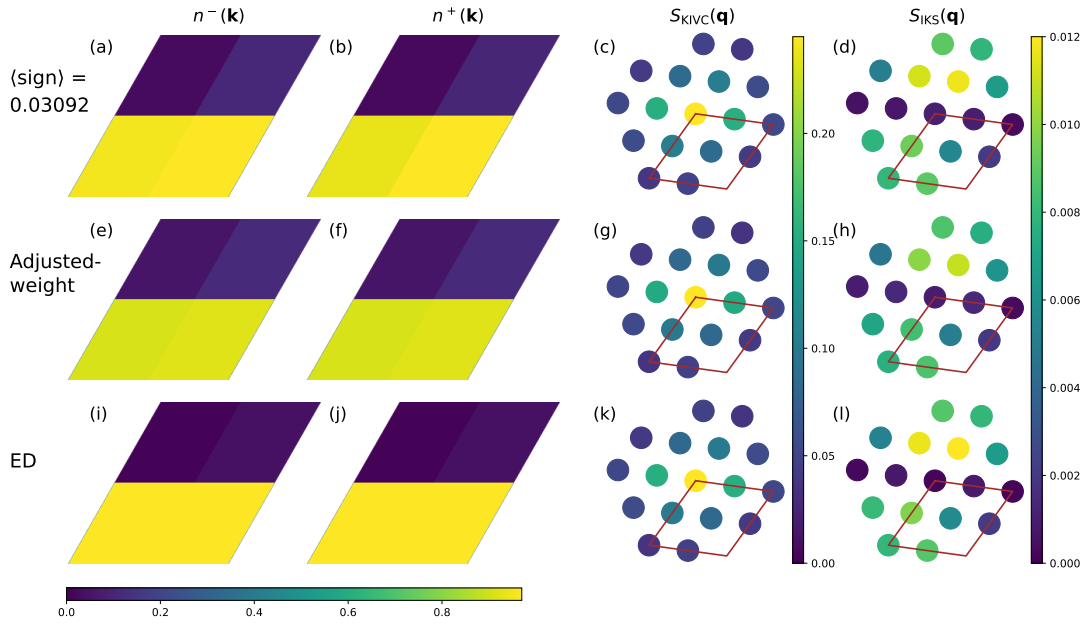 n⁻(k) n⁺(k) S_KIVC(q) S_IKS(q)
(a) (b) (c) (d)
⟨sign⟩ =
0.03092
(e) (f) (g) (h)
Adjusted-
weight
(i) (j) (k) (l)
ED
0.20
0.15
0.10
0.05
0.00
0.012
0.010
0.008
0.006
0.004
0.002
0.000
0.0 0.2 0.4 0.6 0.8